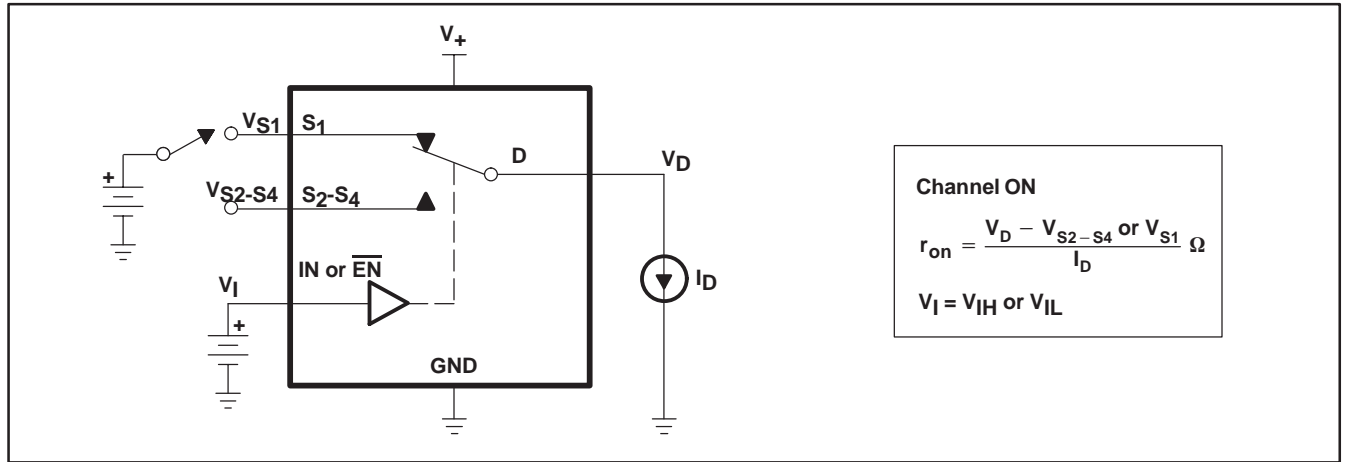 V+
VS1 S1
D
VD
+
VS2-S4 S2-S4
IN or EN
VI
+
ID
GND
Channel ON
ron = VD − VS2−S4 or VS1 / ID Ω
VI = VIH or VIL